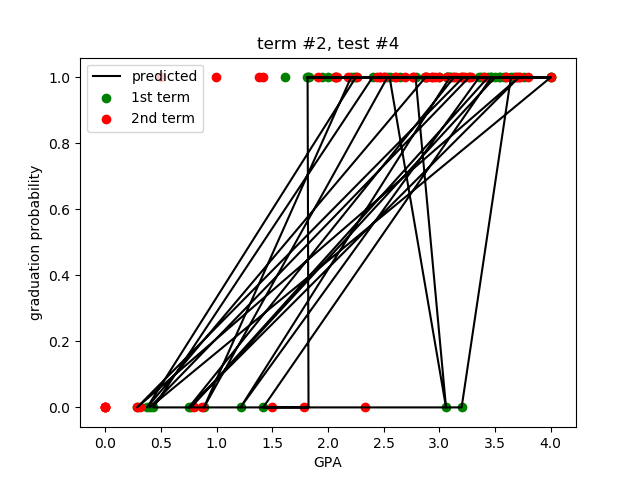 term #2, test #4
predicted
1st term
2nd term
graduation probability
1.0
0.8
0.6
0.4
0.2
0.0
0.0 0.5 1.0 1.5 2.0 2.5 3.0 3.5 4.0
GPA